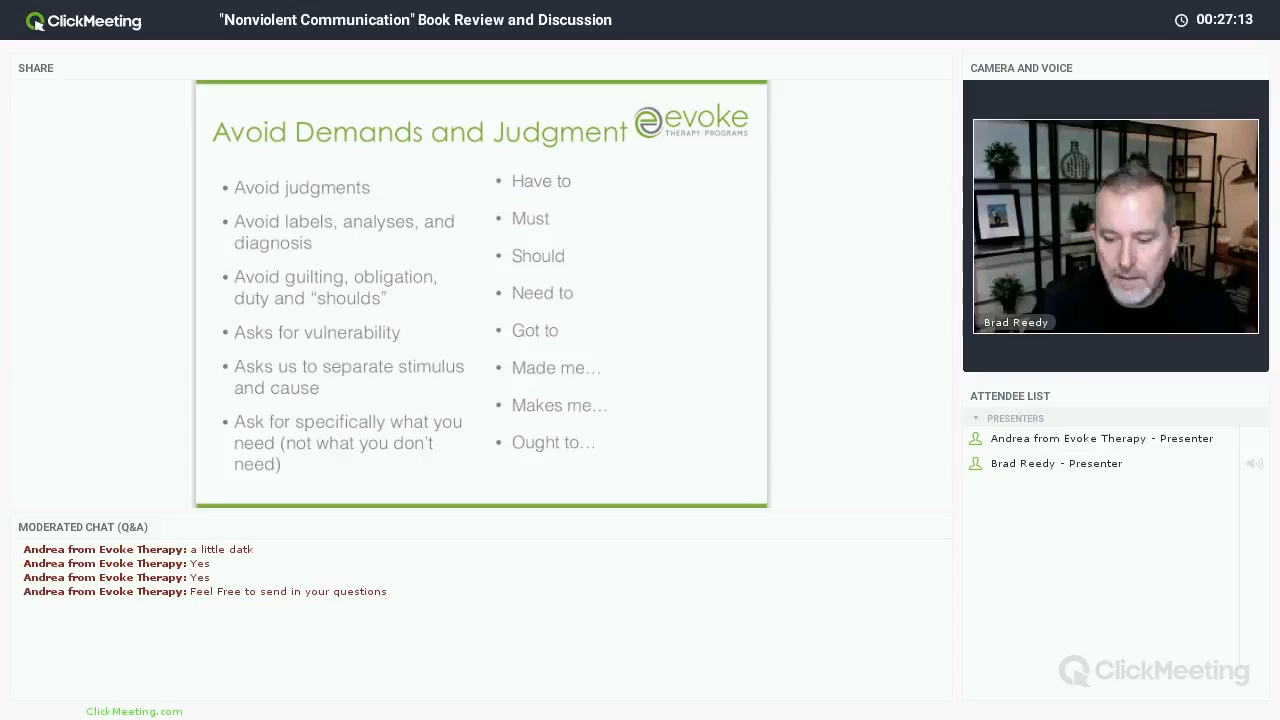 ClickMeeting
"Nonviolent Communication" Book Review and Discussion
00:27:13
SHARE
Avoid Demands and Judgment
evoke
THERAPY PROGRAMS
• Avoid judgments
• Avoid labels, analyses, and
diagnosis
• Avoid guilting, obligation,
duty and “shoulds”
• Asks for vulnerability
• Asks us to separate stimulus
and cause
• Ask for specifically what you
need (not what you don’t
need)
• Have to
• Must
• Should
• Need to
• Got to
• Made me…
• Makes me…
• Ought to…
CAMERA AND VOICE
Brad Reedy
ATTENDEE LIST
PRESENTERS
Andrea from Evoke Therapy - Presenter
Brad Reedy - Presenter
MODERATED CHAT (Q&A)
Andrea from Evoke Therapy: a little datk
Andrea from Evoke Therapy: Yes
Andrea from Evoke Therapy: Yes
Andrea from Evoke Therapy: Feel Free to send in your questions
ClickMeeting
ClickMeeting.com